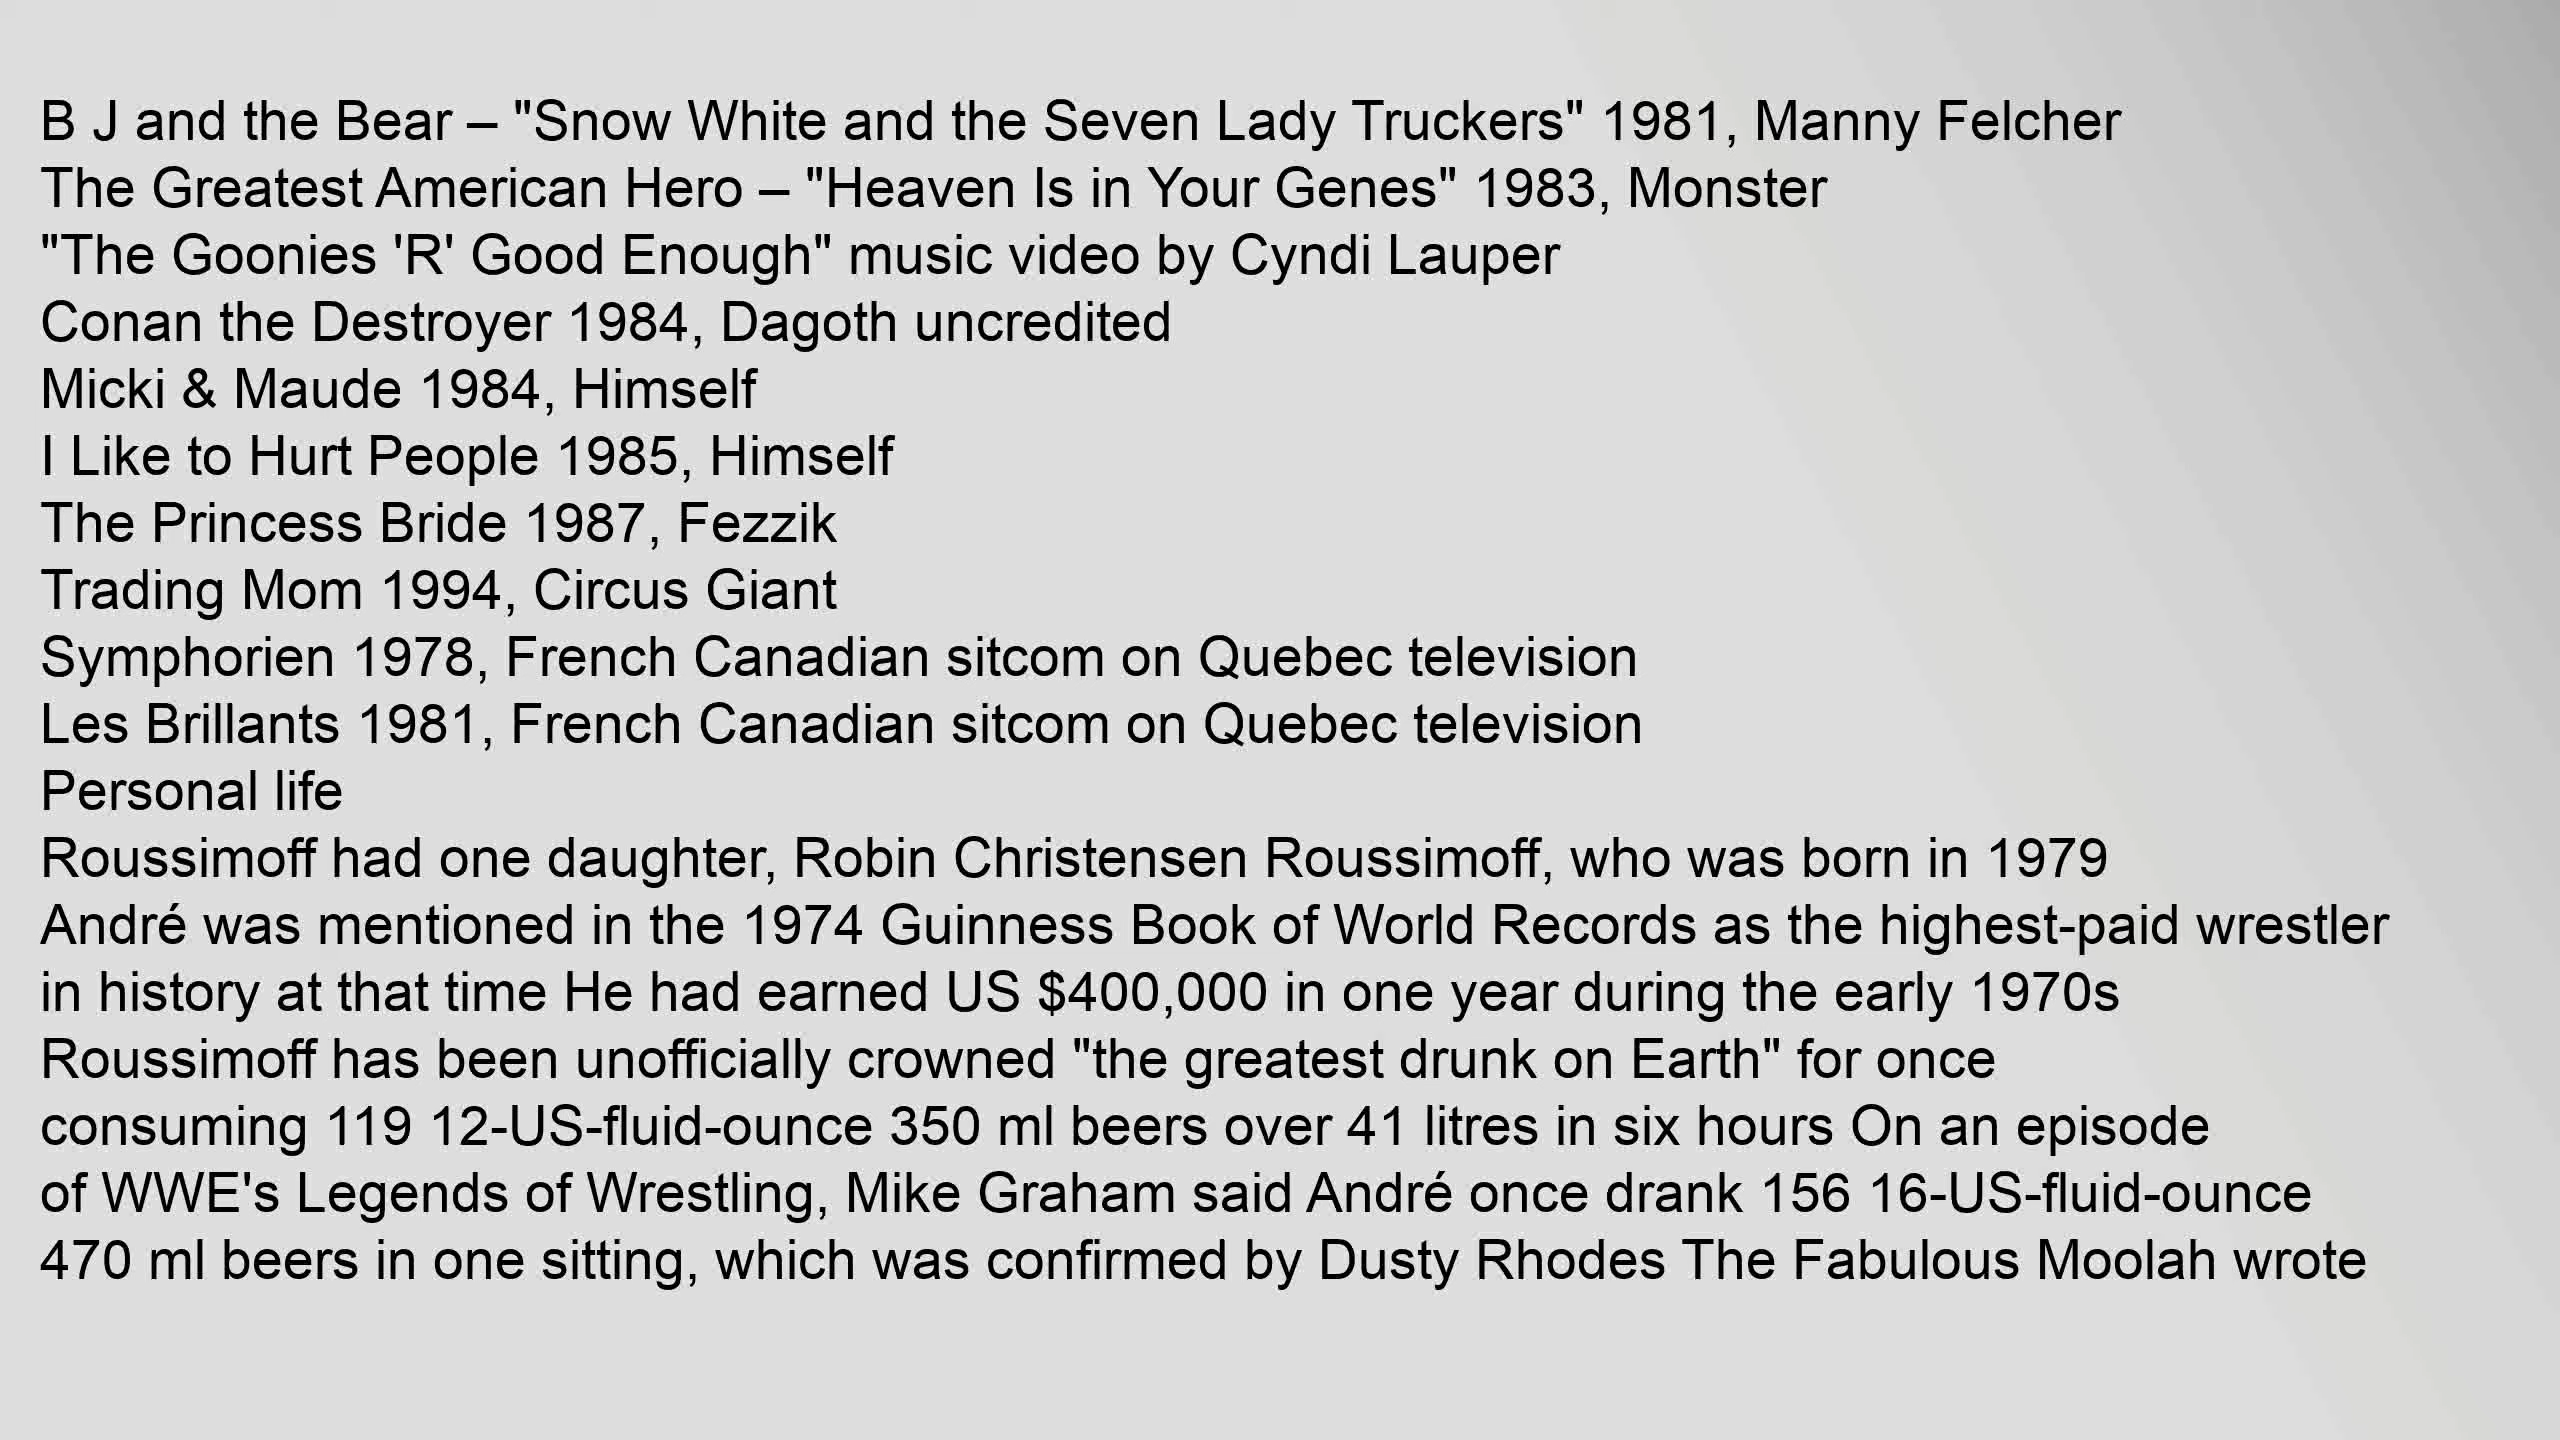 B J and the Bear – "Snow White and the Seven Lady Truckers" 1981, Manny Felcher
The Greatest American Hero – "Heaven Is in Your Genes" 1983, Monster
"The Goonies 'R' Good Enough" music video by Cyndi Lauper
Conan the Destroyer 1984, Dagoth uncredited
Micki & Maude 1984, Himself
I Like to Hurt People 1985, Himself
The Princess Bride 1987, Fezzik
Trading Mom 1994, Circus Giant
Symphorien 1978, French Canadian sitcom on Quebec television
Les Brillants 1981, French Canadian sitcom on Quebec television
Personal life
Roussimoff had one daughter, Robin Christensen Roussimoff, who was born in 1979
André was mentioned in the 1974 Guinness Book of World Records as the highest-paid wrestler
in history at that time He had earned US $400,000 in one year during the early 1970s
Roussimoff has been unofficially crowned "the greatest drunk on Earth" for once
consuming 119 12-US-fluid-ounce 350 ml beers over 41 litres in six hours On an episode
of WWE's Legends of Wrestling, Mike Graham said André once drank 156 16-US-fluid-ounce
470 ml beers in one sitting, which was confirmed by Dusty Rhodes The Fabulous Moolah wrote